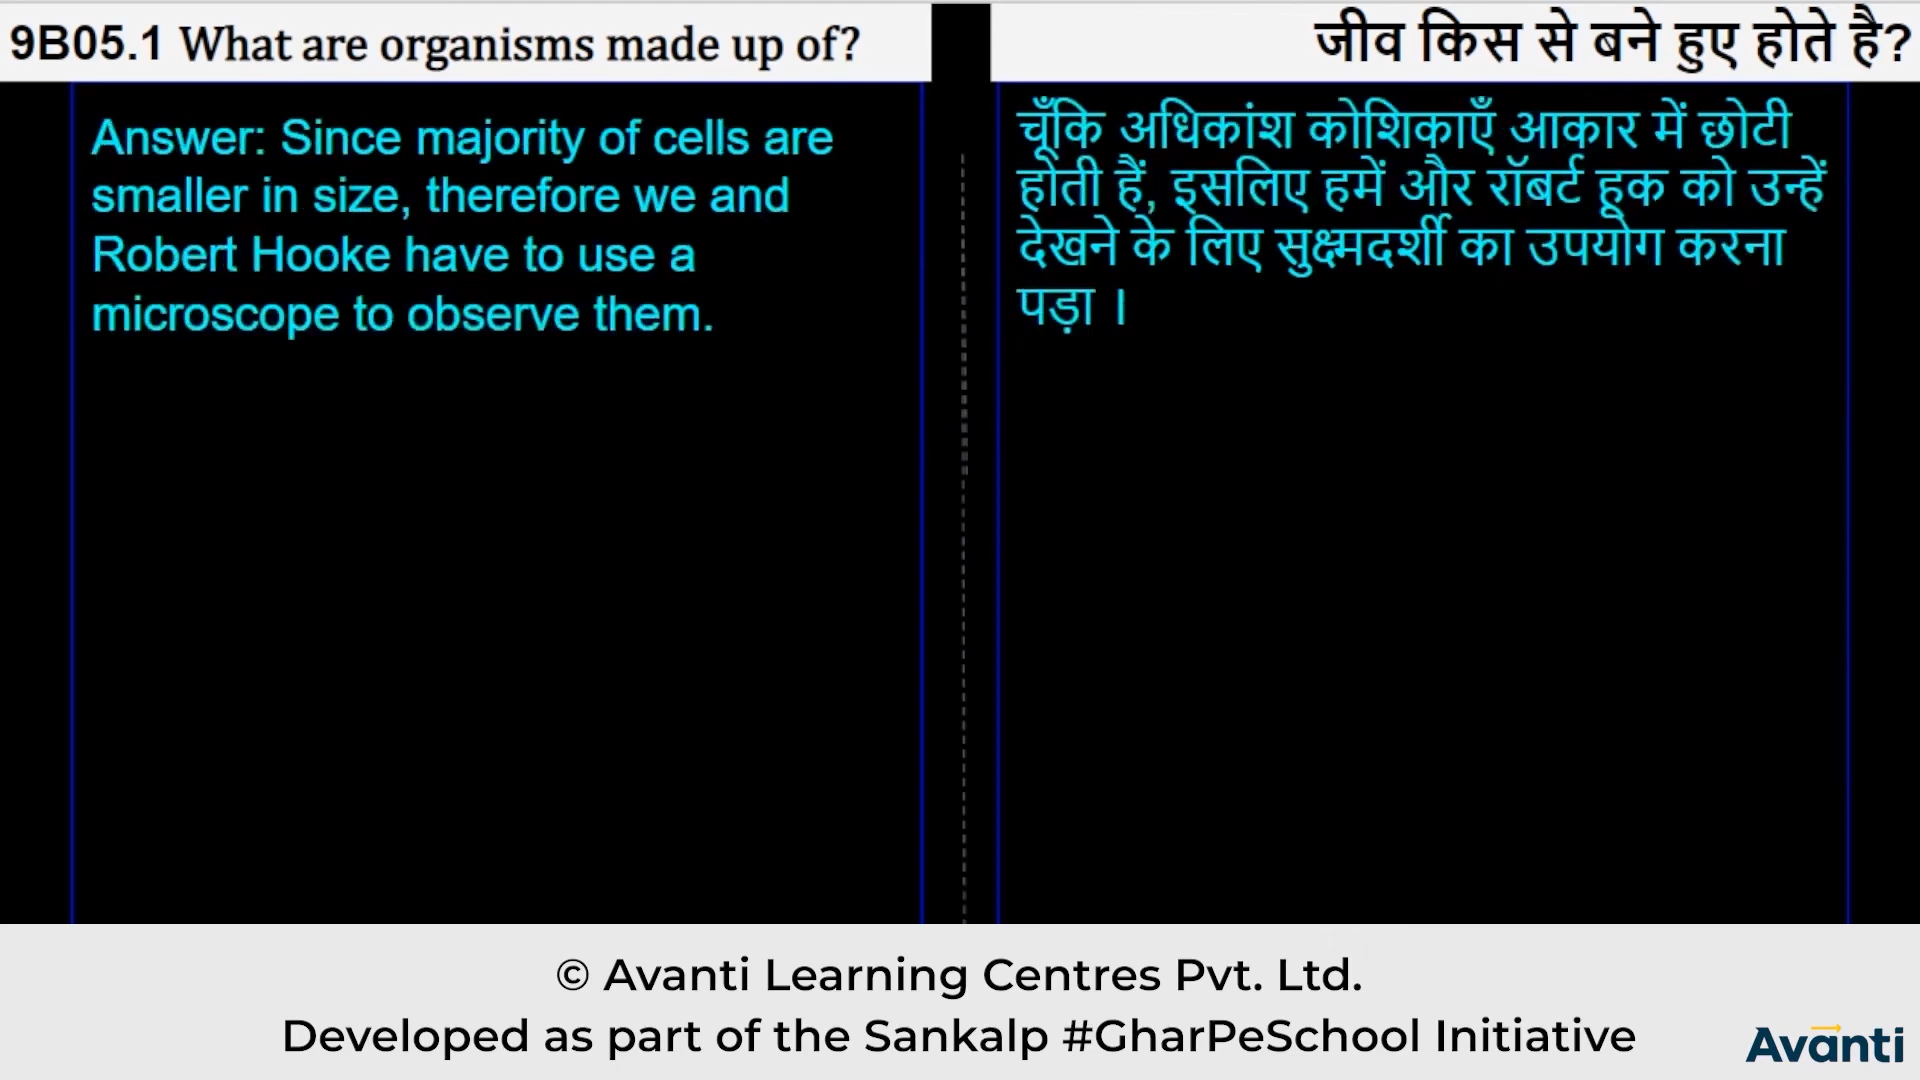 9B05.1 What are organisms made up of?
जीव किस से बने हुए होते है?
Answer: Since majority of cells are
smaller in size, therefore we and
Robert Hooke have to use a
microscope to observe them.
चूँकि अधिकांश कोशिकाएँ आकार में छोटी
होती हैं, इसलिए हमें और रॉबर्ट हूक को उन्हें
देखने के लिए सुक्ष्मदर्शी का उपयोग करना
पड़ा ।
© Avanti Learning Centres Pvt. Ltd.
Developed as part of the Sankalp #GharPeSchool Initiative
Avanti